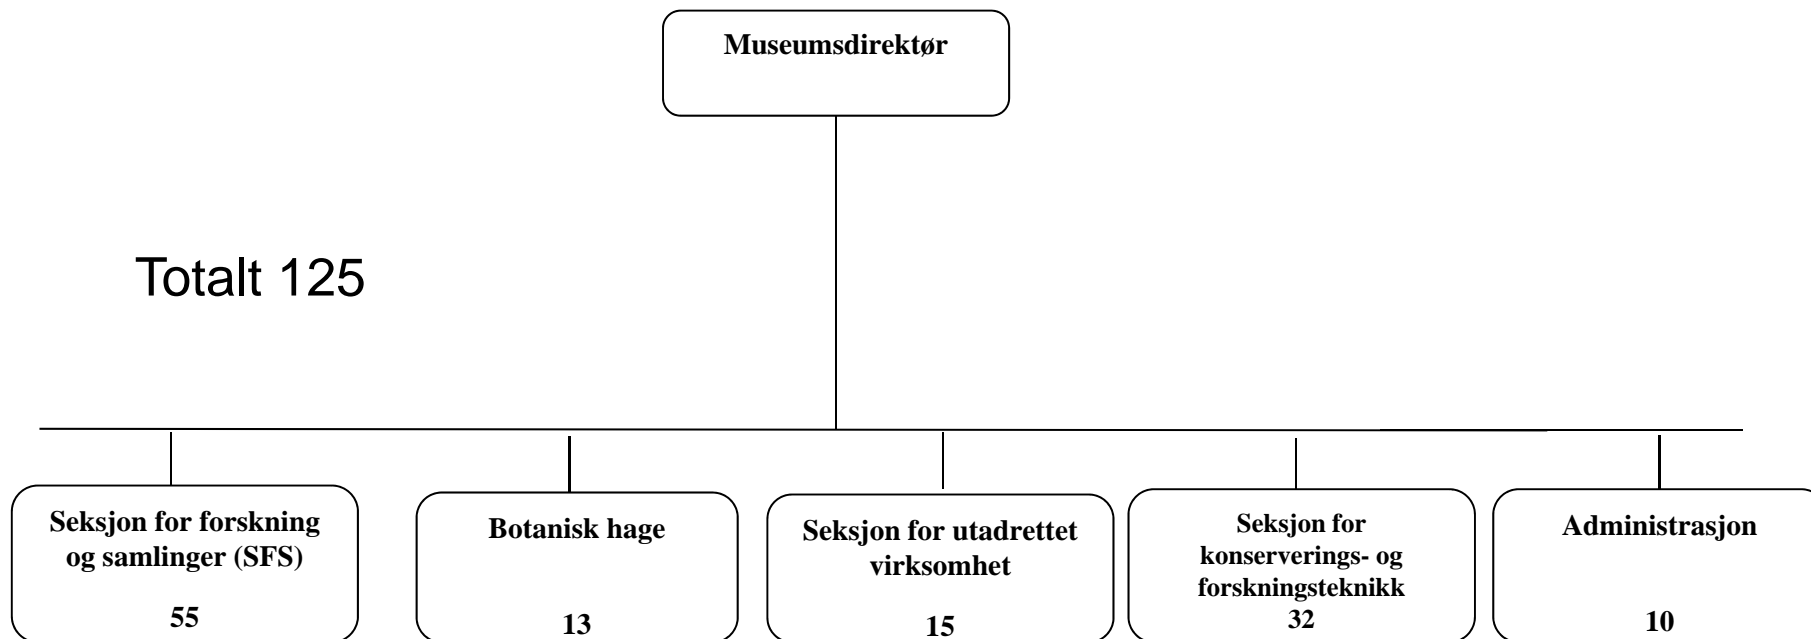 Museumsdirektør
Totalt 125
Seksjon for forskning
og samlinger (SFS)
55
Botanisk hage
13
Seksjon for utadrettet
virksomhet
15
Seksjon for
konserverings- og
forskningsteknikk
32
Administrasjon
10